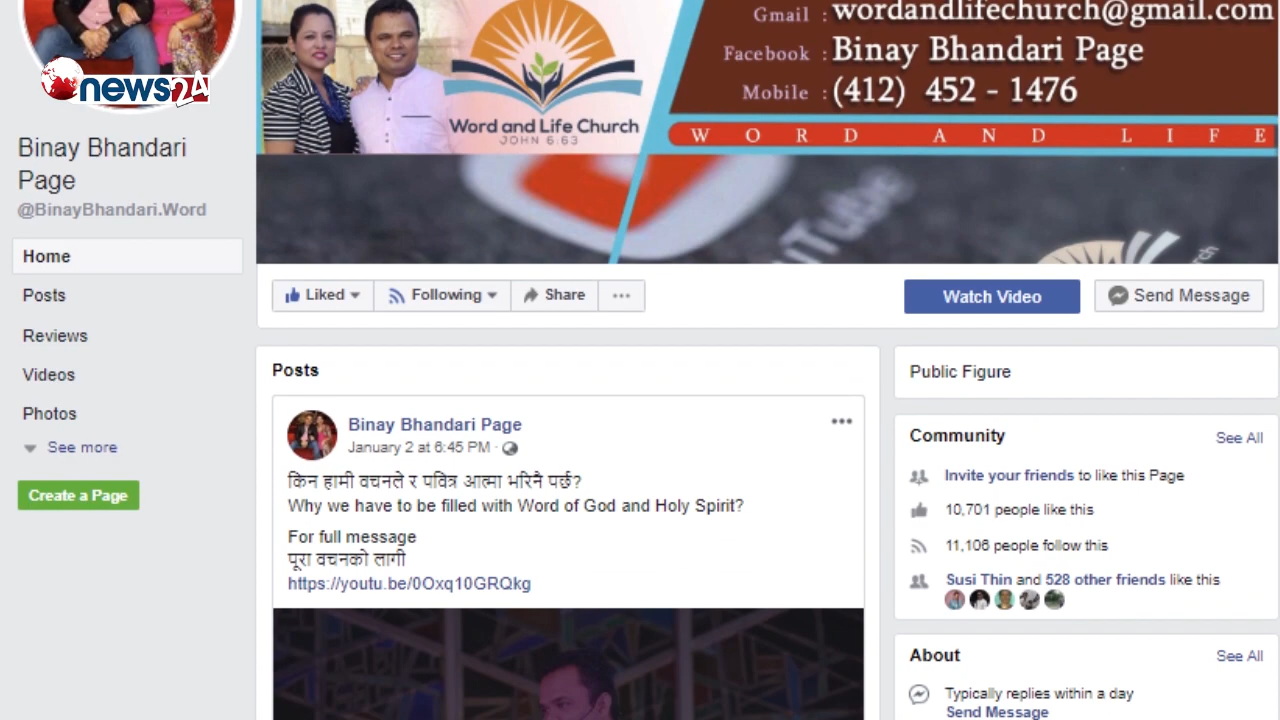 news24
Binay Bhandari
Page
@BinayBhandari.Word
Home
Posts
Reviews
Videos
Photos
See more
Create a Page
Word and Life Church
JOHN 6:63
Gmail : wordandlifechurch@gmail.com
Facebook : Binay Bhandari Page
Mobile : (412) 452 - 1476
WORD AND LIFE
uTube
Liked
Following
Share
Watch Video
Send Message
Posts
Binay Bhandari Page
January 2 at 6:45 PM ·
किन हामी वचनले र पवित्र आत्मा भरिनै पर्छ?
Why we have to be filled with Word of God and Holy Spirit?
For full message
पूरा वचनको लागी
https://youtu.be/0Oxq10GRQkg
Public Figure
Community
See All
Invite your friends to like this Page
10,701 people like this
11,106 people follow this
Susi Thin and 528 other friends like this
About
See All
Typically replies within a day
Send Message